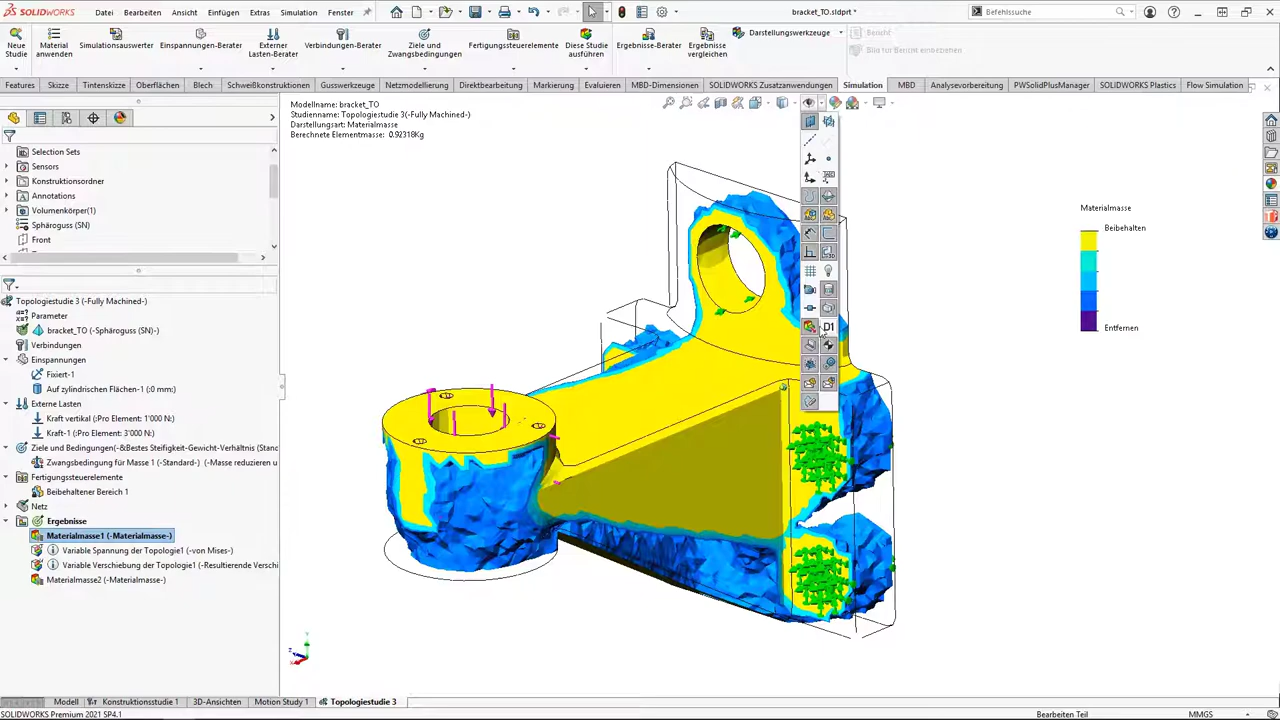 SOLIDWORKS Datei Bearbeiten Ansicht Einfügen Extras Simulation Fenster bracket_TO.sldprt * Befehlssuche
Neue Studie Material anwenden Simulationsauswerter Einspannungen-Berater Externer Lasten-Berater Verbindungen-Berater Ziele und Zwangsbedingungen Fertigungssteuerelemente Diese Studie ausführen Ergebnisse-Berater Ergebnisse vergleichen Darstellungswerkzeuge Bericht
Bild für Bericht einbeziehen
Features Skizze Tintenskizze Oberflächen Blech Schweißkonstruktionen Gusswerkzeuge Netzmodellierung Direktbearbeitung Markierung Evaluieren MBD-Dimensionen SOLIDWORKS Zusatzanwendungen Simulation MBD Analysevorbereitung PWSolidPlusManager SOLIDWORKS Plastics Flow Simulation
Modellname: bracket_TO
Studienname: Topologiestudie 3(-Fully Machined-)
Darstellungsart: Materialmasse
Berechnete Elementmasse: 0.92318Kg
Selection Sets
Sensors
Konstruktionsordner
Annotations
Volumenkörper(1)
Sphäroguss (SN)
Front
Topologiestudie 3 (-Fully Machined-)
Parameter
bracket_TO (-Sphäroguss (SN)-)
Einspannungen
Fixiert-1
Auf zylindrischen Flächen-1 (:0 mm:)
Externe Lasten
Kraft vertikal (:Pro Element: 1'000 N:)
Kraft-1 (:Pro Element: 3'000 N:)
Ziele und Bedingungen(-&Bestes Steifigkeit-Gewicht-Verhältnis (Stand
Zwangsbedingung für Masse 1 (-Standard-) (-Masse reduzieren u
Fertigungssteuerelemente
Beibehaltener Bereich 1
Netz
Ergebnisse
Materialmasse1 (-Materialmasse-)
Variable Spannung der Topologie1 (-von Mises-)
Variable Verschiebung der Topologie1 (-Resultierende Verschieb
Materialmasse2 (-Materialmasse-)
D1
Materialmasse
Beibehalten
Entfernen
Modell Konstruktionsstudie 1 3D-Ansichten Motion Study 1 Topologiestudie 3
SOLIDWORKS Premium 2021 SP4.1 Bearbeiten Teil MMGS